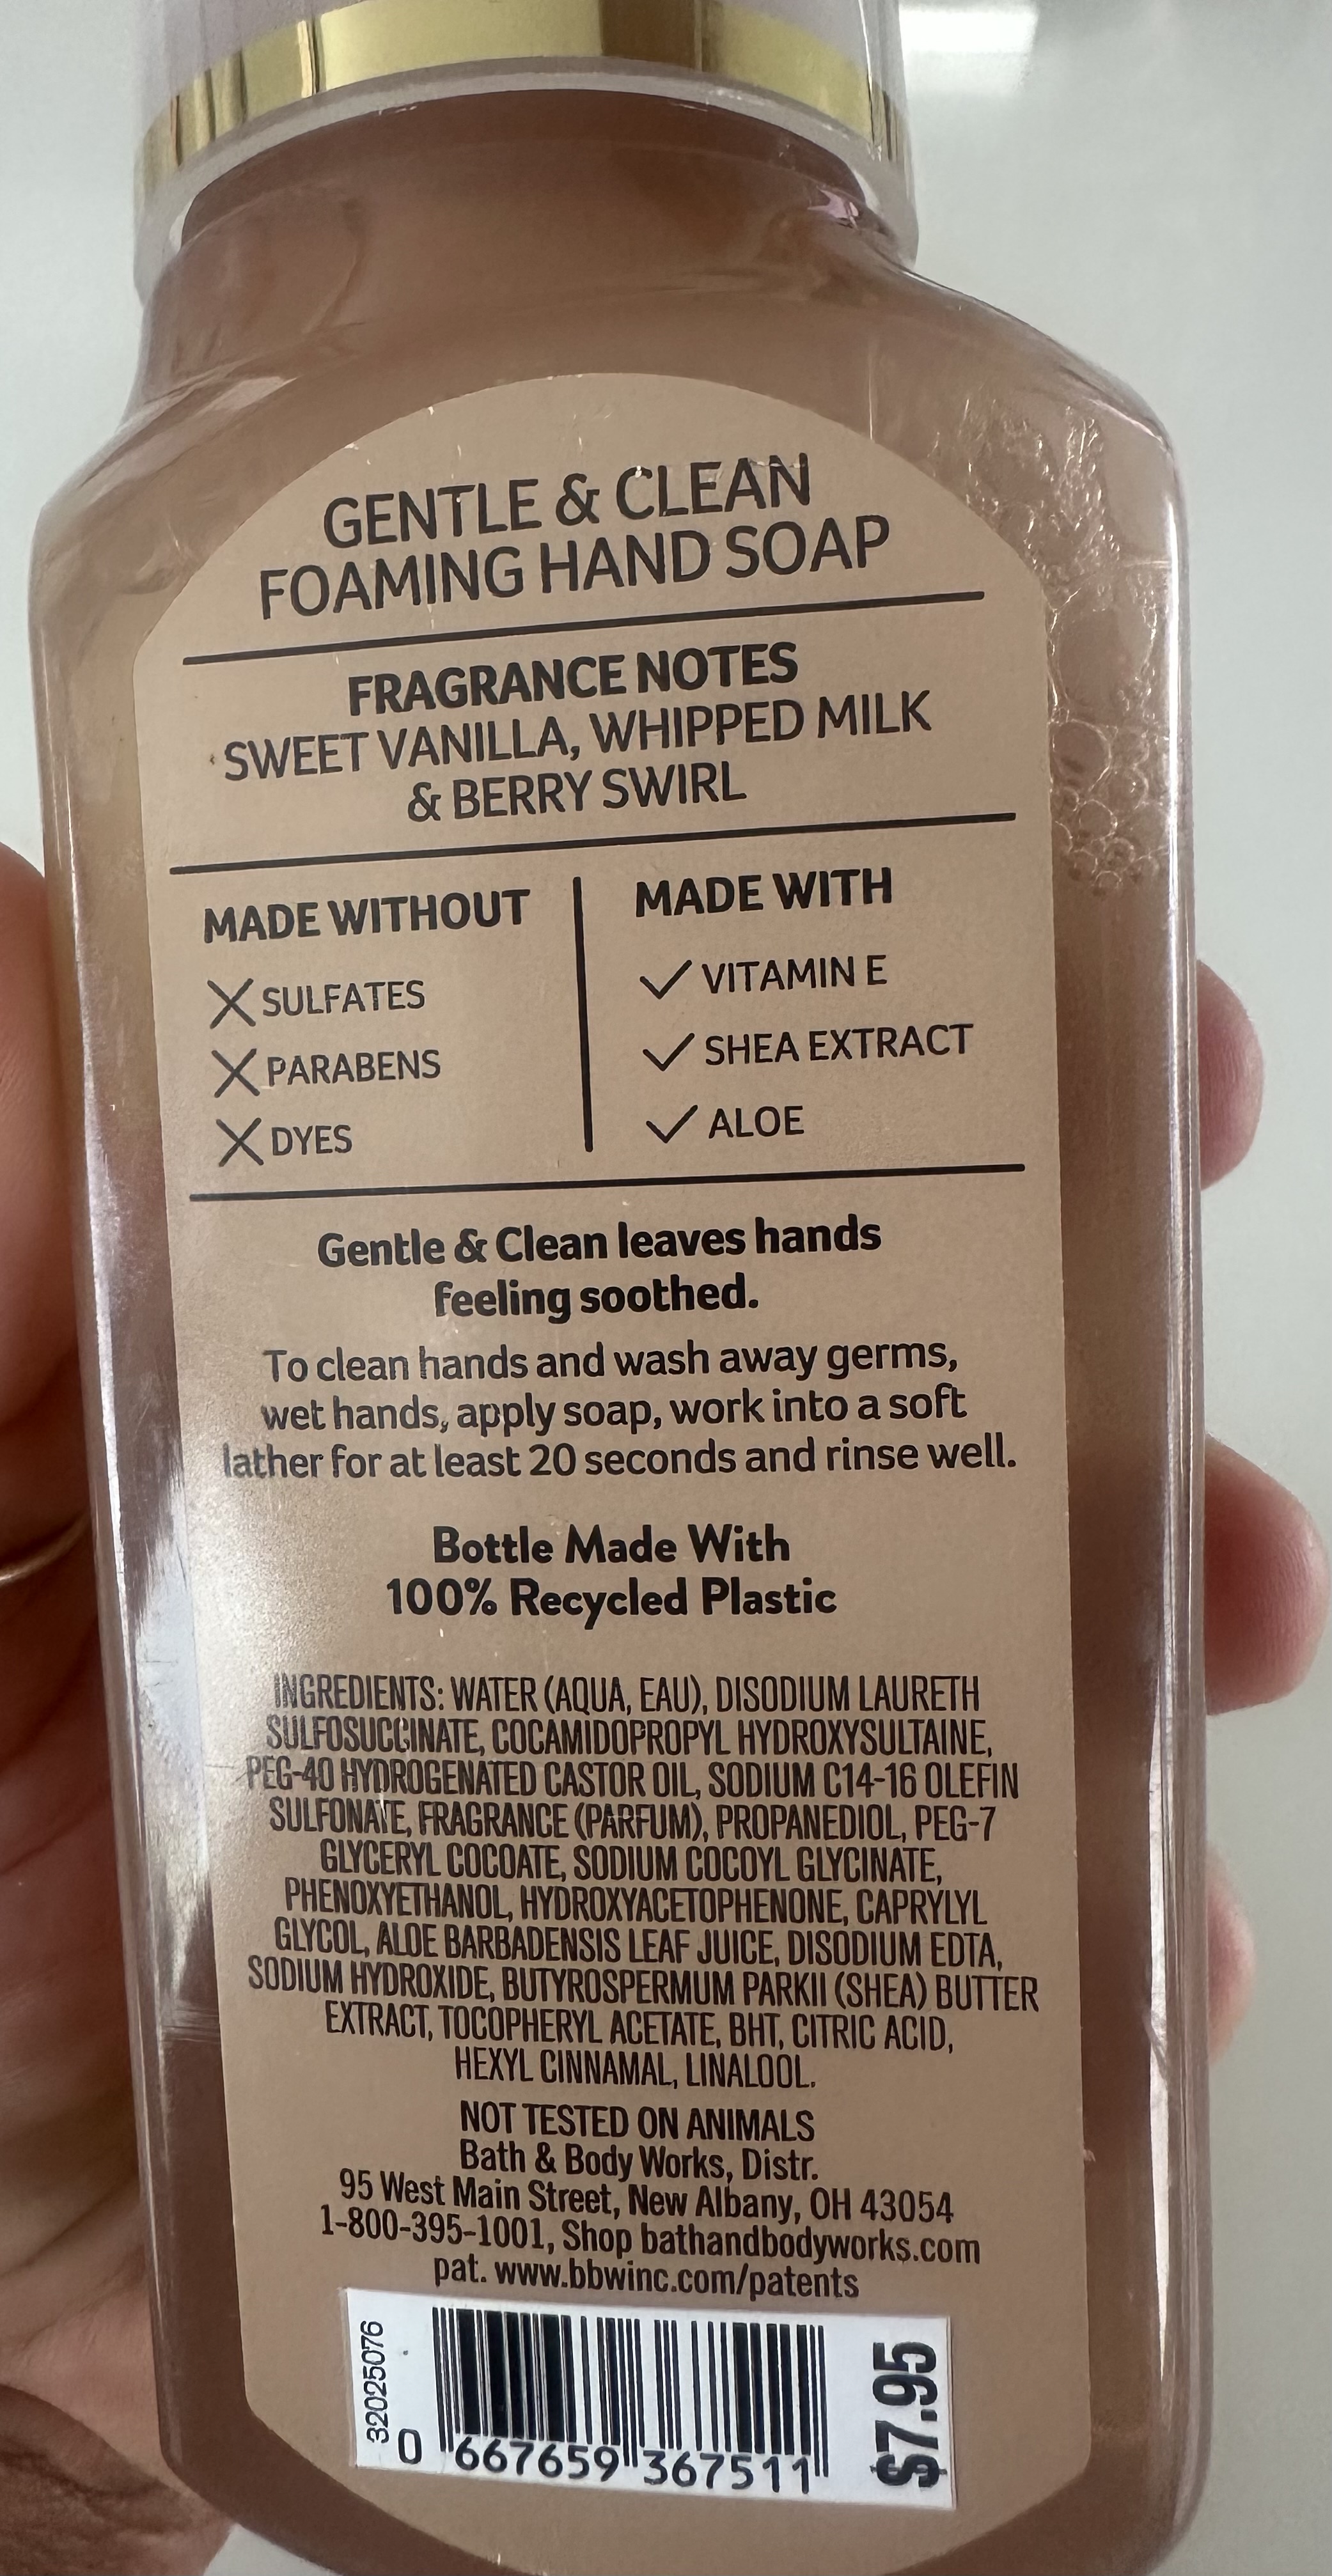 GENTLE & CLEAN
FOAMING HAND SOAP
FRAGRANCE NOTES
SWEET VANILLA, WHIPPED MILK
& BERRY SWIRL
MADE WITHOUT
SULFATES
PARABENS
DYES
MADE WITH
VITAMIN E
SHEA EXTRACT
ALOE
Gentle & Clean leaves hands
feeling soothed.
To clean hands and wash away germs,
wet hands, apply soap, work into a soft
lather for at least 20 seconds and rinse well.
Bottle Made With
100% Recycled Plastic
INGREDIENTS: WATER (AQUA, EAU), DISODIUM LAURETH
SULFOSUCCINATE, COCAMIDOPROPYL HYDROXYSULTAINE,
PEG-40 HYDROGENATED CASTOR OIL, SODIUM C14-16 OLEFIN
SULFONATE, FRAGRANCE (PARFUM), PROPANEDIOL, PEG-7
GLYCERYL COCOATE, SODIUM COCOYL GLYCINATE,
PHENOXYETHANOL, HYDROXYACETOPHENONE, CAPRYLYL
GLYCOL, ALOE BARBADENSIS LEAF JUICE, DISODIUM EDTA,
SODIUM HYDROXIDE, BUTYROSPERMUM PARKII (SHEA) BUTTER
EXTRACT, TOCOPHERYL ACETATE, BHT, CITRIC ACID,
HEXYL CINNAMAL, LINALOOL.
NOT TESTED ON ANIMALS
Bath & Body Works, Distr.
95 West Main Street, New Albany, OH 43054
1-800-395-1001, Shop bathandbodyworks.com
pat. www.bbwinc.com/patents
32025076
0 667659 367511
$7.95